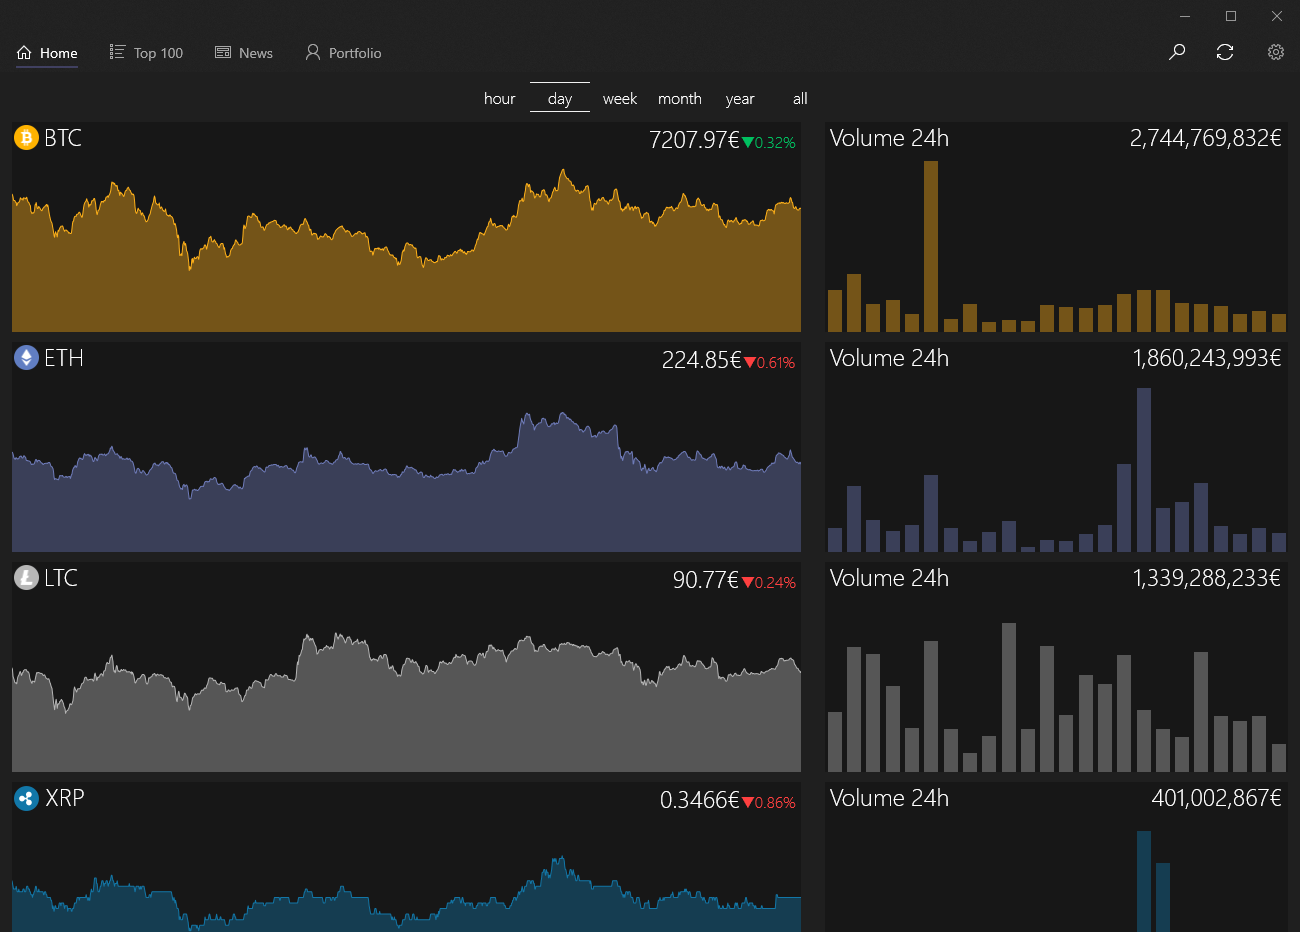 Home Top 100 News Portfolio
hour day week month year all
BTC 7207.97€▼0.32% Volume 24h 2,744,769,832€
ETH 224.85€▼0.61% Volume 24h 1,860,243,993€
LTC 90.77€▼0.24% Volume 24h 1,339,288,233€
XRP 0.3466€▼0.86% Volume 24h 401,002,867€